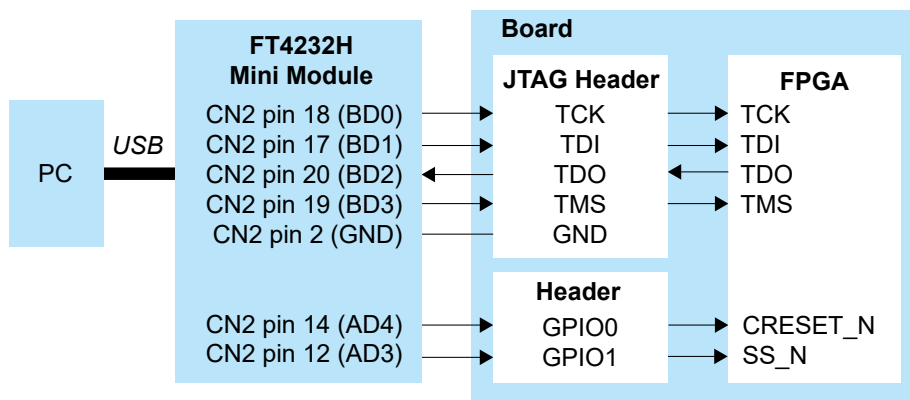 PC
USB
FT4232H
Mini Module
CN2 pin 18 (BD0)
CN2 pin 17 (BD1)
CN2 pin 20 (BD2)
CN2 pin 19 (BD3)
CN2 pin 2 (GND)
CN2 pin 14 (AD4)
CN2 pin 12 (AD3)
Board
JTAG Header
TCK
TDI
TDO
TMS
GND
Header
GPIO0
GPIO1
FPGA
TCK
TDI
TDO
TMS
CRESET_N
SS_N